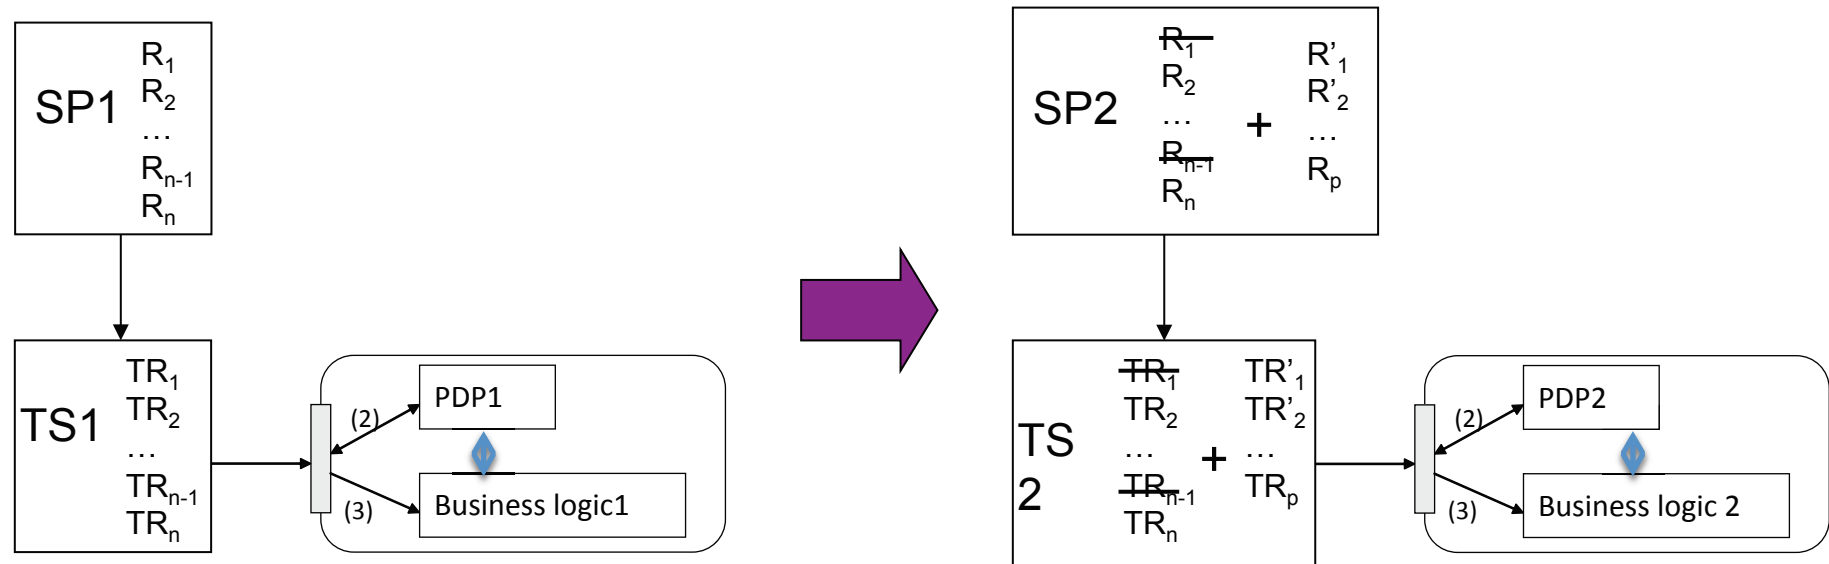 SP1
R1
R2
…
Rn-1
Rn
TS1
TR1
TR2
…
TRn-1
TRn
(2)
PDP1
(3)
Business logic1
SP2
R1
R2
…
Rn-1
Rn
+
R’1
R’2
…
Rp
TS
2
TR1
TR2
…
TRn-1
TRn
+
TR’1
TR’2
…
TRp
(2)
PDP2
(3)
Business logic 2